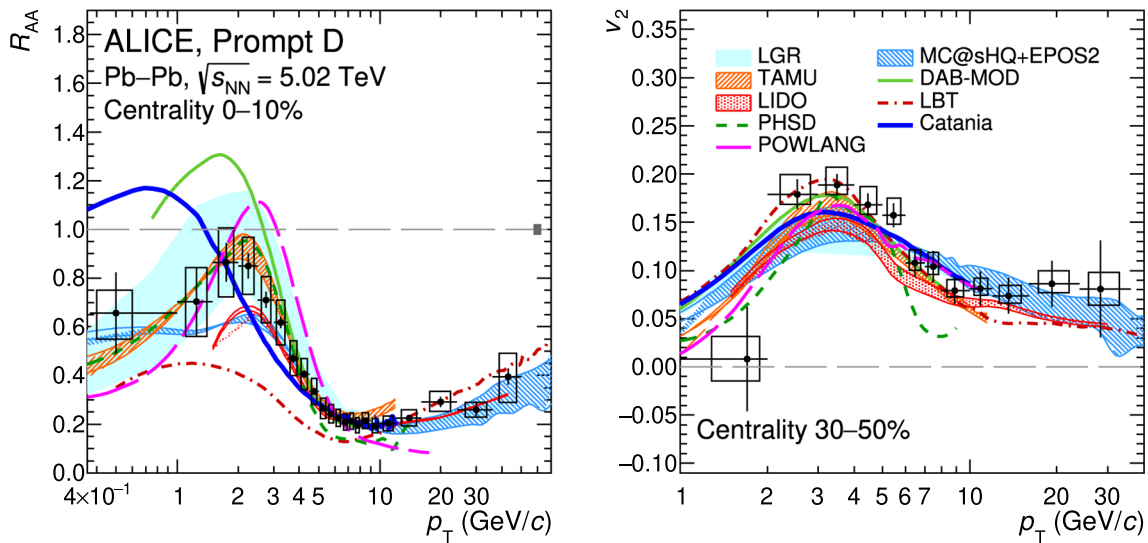 R_AA
1.8
1.6
1.4
1.2
1.0
0.8
0.6
0.4
0.2
0.0
ALICE, Prompt D
Pb−Pb, √s_NN = 5.02 TeV
Centrality 0−10%
4×10⁻¹ 1 2 3 4 5 10 20 30
p_T (GeV/c)
v_2
0.35
0.30
0.25
0.20
0.15
0.10
0.05
0.00
−0.05
−0.10
LGR
TAMU
LIDO
PHSD
POWLANG
MC@sHQ+EPOS2
DAB-MOD
LBT
Catania
Centrality 30−50%
1 2 3 4 5 6 7 10 20 30
p_T (GeV/c)